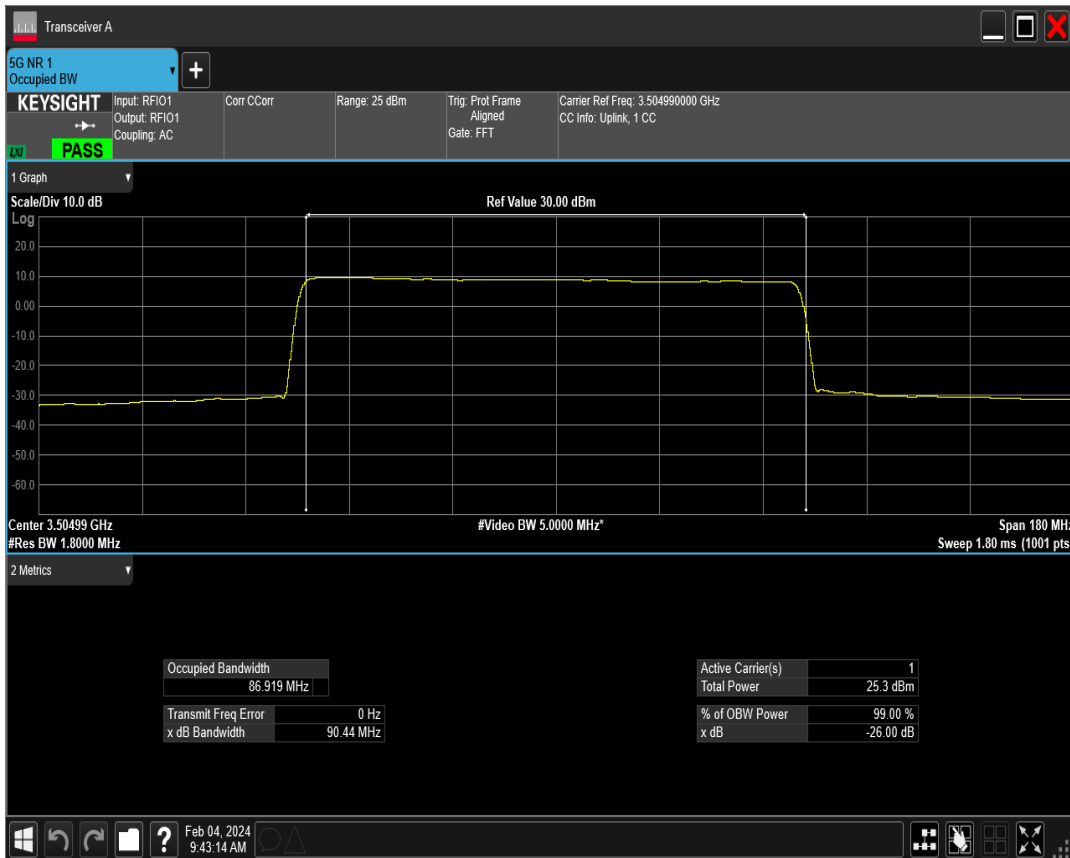 Transceiver A
5G NR 1
Occupied BW
KEYSIGHT
LXI
PASS
Input: RFIO1
Output: RFIO1
Coupling: AC
Corr CCorr
Range: 25 dBm
Trig: Prot Frame
Aligned
Gate: FFT
Carrier Ref Freq: 3.504990000 GHz
CC Info: Uplink, 1 CC
1 Graph
Scale/Div 10.0 dB
Ref Value 30.00 dBm
Log
20.0
10.0
0.00
-10.0
-20.0
-30.0
-40.0
-50.0
-60.0
Center 3.50499 GHz
#Video BW 5.0000 MHz*
Span 180 MHz
#Res BW 1.8000 MHz
Sweep 1.80 ms (1001 pts
2 Metrics
Occupied Bandwidth
86.919 MHz
Transmit Freq Error 0 Hz
x dB Bandwidth 90.44 MHz
Active Carrier(s) 1
Total Power 25.3 dBm
% of OBW Power 99.00 %
x dB -26.00 dB
?
Feb 04, 2024
9:43:14 AM